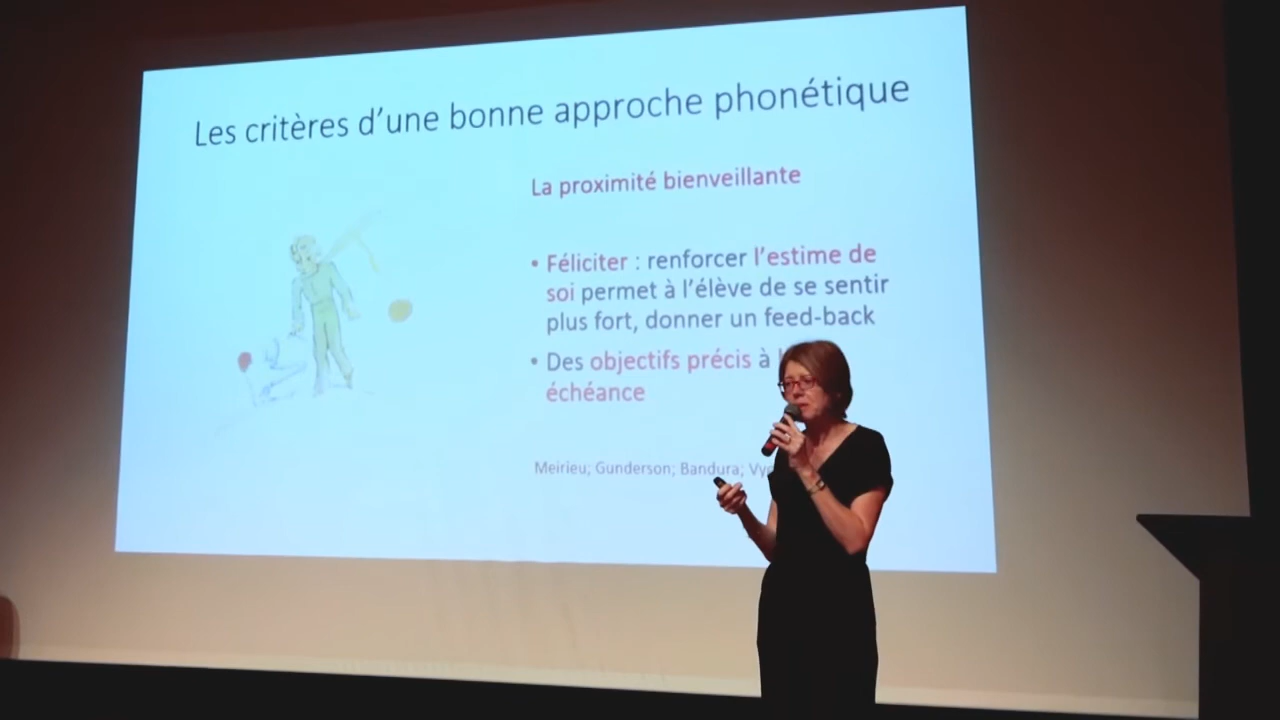 Les critères d'une bonne approche phonétique
La proximité bienveillante
• Féliciter : renforcer l'estime de
soi permet à l'élève de se sentir
plus fort, donner un feed-back
• Des objectifs précis à
échéance
Meirieu; Gunderson; Bandura;